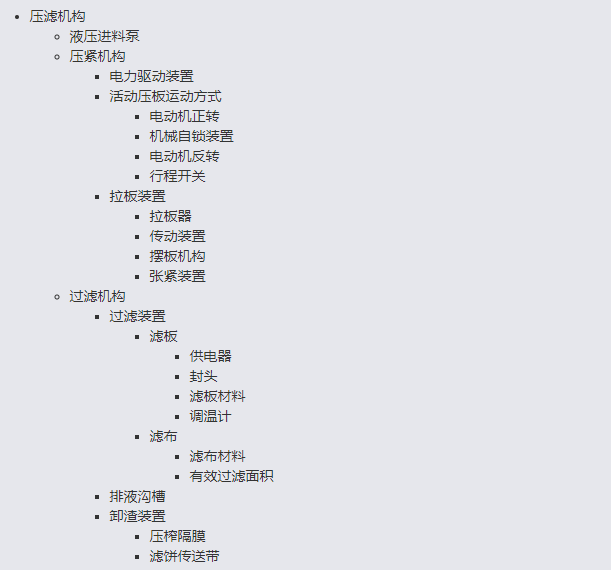 压滤机构
液压进料泵
压紧机构
电力驱动装置
活动压板运动方式
电动机正转
机械自锁装置
电动机反转
行程开关
拉板装置
拉板器
传动装置
摆板机构
张紧装置
过滤机构
过滤装置
滤板
供电器
封头
滤板材料
调温计
滤布
滤布材料
有效过滤面积
排液沟槽
卸渣装置
压榨隔膜
滤饼传送带